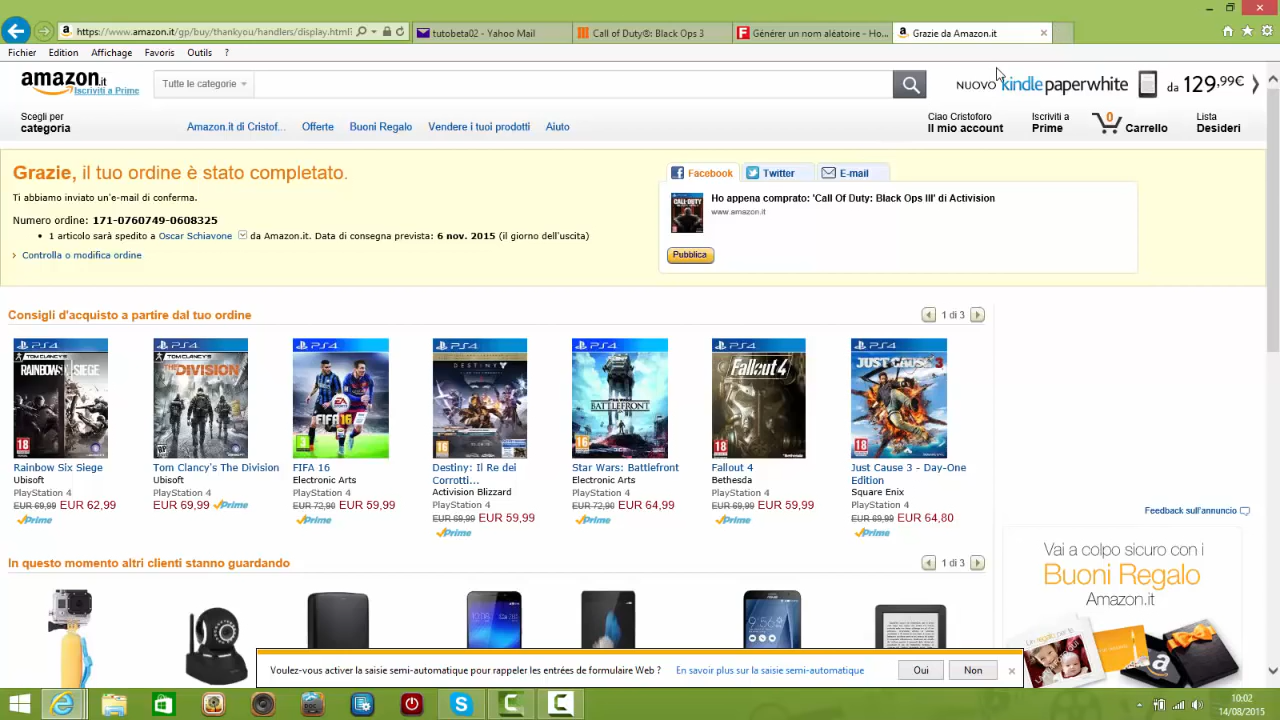 https://www.amazon.it/gp/buy/thankyou/handlers/display.html
tutobeta02 - Yahoo Mail
Call of Duty®: Black Ops 3
Générer un nom aléatoire - Ho...
Grazie da Amazon.it
Fichier Edition Affichage Favoris Outils ?
amazon.it
Iscriviti a Prime
Tutte le categorie
NUOVO kindle paperwhite da 129,99€
Scegli per categoria
Amazon.it di Cristof... Offerte Buoni Regalo Vendere i tuoi prodotti Aiuto
Ciao Cristoforo
Il mio account
Iscriviti a
Prime
0
Carrello
Lista
Desideri
Grazie, il tuo ordine è stato completato.
Ti abbiamo inviato un'e-mail di conferma.
Numero ordine: 171-0760749-0608325
• 1 articolo sarà spedito a Oscar Schiavone da Amazon.it. Data di consegna prevista: 6 nov. 2015 (il giorno dell'uscita)
› Controlla o modifica ordine
Facebook Twitter E-mail
Ho appena comprato: 'Call Of Duty: Black Ops III' di Activision
www.amazon.it
Pubblica
Consigli d'acquisto a partire dal tuo ordine
1 di 3
Rainbow Six Siege
Ubisoft
PlayStation 4
EUR 69,99 EUR 62,99
Prime
Tom Clancy's The Division
Ubisoft
PlayStation 4
EUR 69,99 Prime
FIFA 16
Electronic Arts
PlayStation 4
EUR 72,90 EUR 59,99
Prime
Destiny: Il Re dei
Corrotti...
Activision Blizzard
PlayStation 4
EUR 69,99 EUR 59,99
Prime
Star Wars: Battlefront
Electronic Arts
PlayStation 4
EUR 72,90 EUR 64,99
Prime
Fallout 4
Bethesda
PlayStation 4
EUR 69,99 EUR 59,99
Prime
Just Cause 3 - Day-One
Edition
Square Enix
PlayStation 4
EUR 69,99 EUR 64,80
Prime
Feedback sull'annuncio
In questo momento altri clienti stanno guardando
1 di 3
Vai a colpo sicuro con i
Buoni Regalo
Amazon.it
Voulez-vous activer la saisie semi-automatique pour rappeler les entrées de formulaire Web ?
En savoir plus sur la saisie semi-automatique
Oui
Non
10:02
14/08/2015